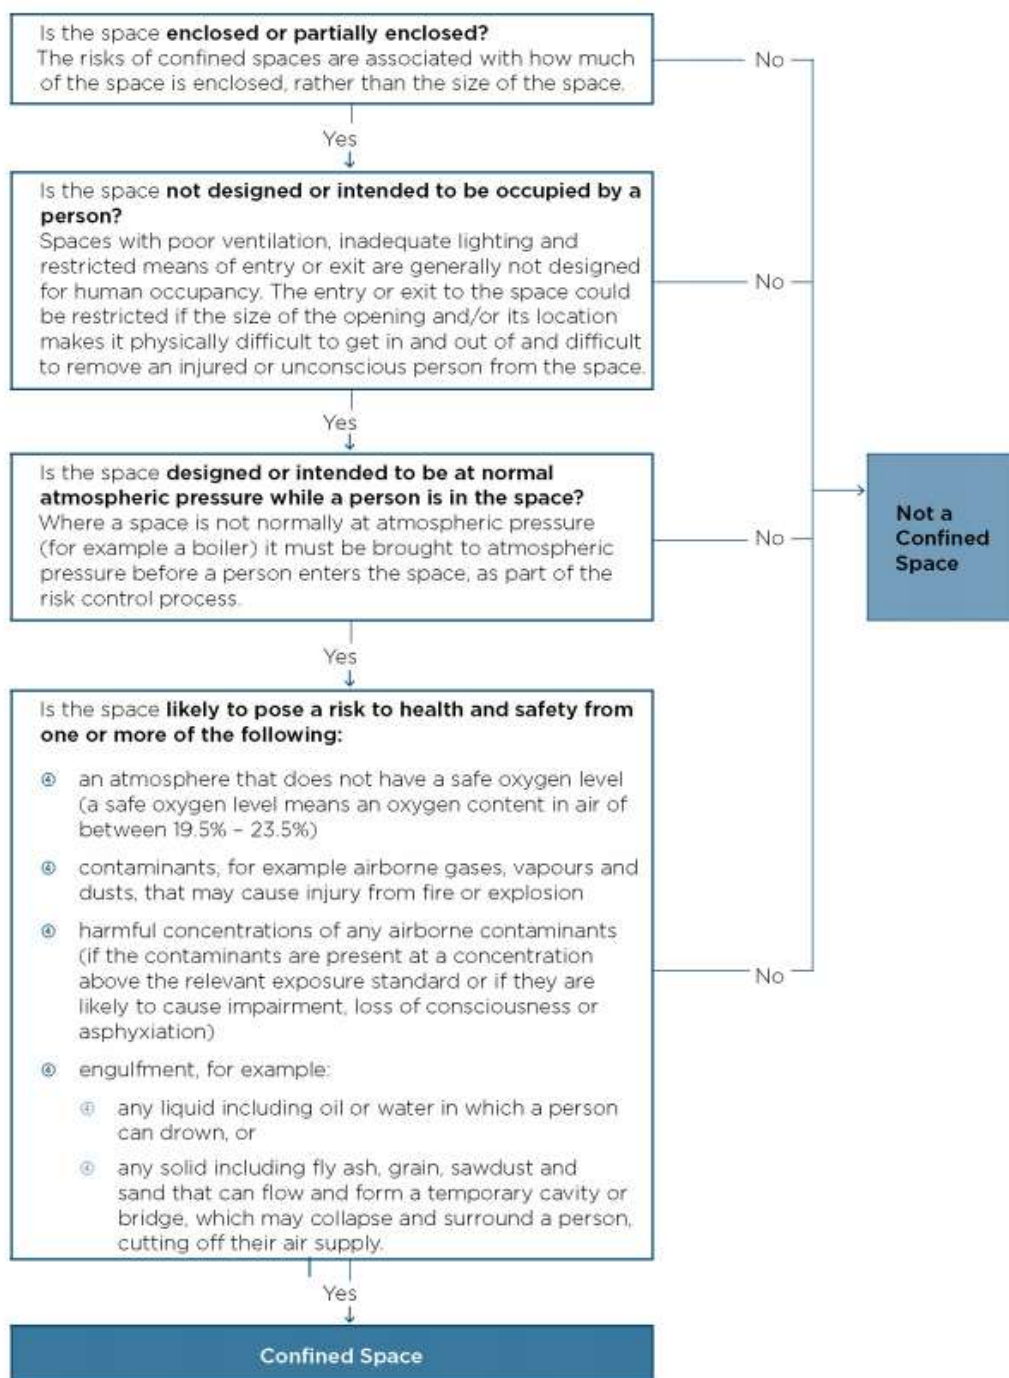 Is the space enclosed or partially enclosed?
The risks of confined spaces are associated with how much
of the space is enclosed, rather than the size of the space.
No
Yes
Is the space not designed or intended to be occupied by a
person?
Spaces with poor ventilation, inadequate lighting and
restricted means of entry or exit are generally not designed
for human occupancy. The entry or exit to the space could
be restricted if the size of the opening and/or its location
makes it physically difficult to get in and out of and difficult
to remove an injured or unconscious person from the space.
No
Yes
Is the space designed or intended to be at normal
atmospheric pressure while a person is in the space?
Where a space is not normally at atmospheric pressure
(for example a boiler) it must be brought to atmospheric
pressure before a person enters the space, as part of the
risk control process.
No
Not a
Confined
Space
Yes
Is the space likely to pose a risk to health and safety from
one or more of the following:
④ an atmosphere that does not have a safe oxygen level
(a safe oxygen level means an oxygen content in air of
between 19.5% – 23.5%)
④ contaminants, for example airborne gases, vapours and
dusts, that may cause injury from fire or explosion
④ harmful concentrations of any airborne contaminants
(if the contaminants are present at a concentration
above the relevant exposure standard or if they are
likely to cause impairment, loss of consciousness or
asphyxiation)
No
④ engulfment, for example:
④ any liquid including oil or water in which a person
can drown, or
④ any solid including fly ash, grain, sawdust and
sand that can flow and form a temporary cavity or
bridge, which may collapse and surround a person,
cutting off their air supply.
Yes
Confined Space